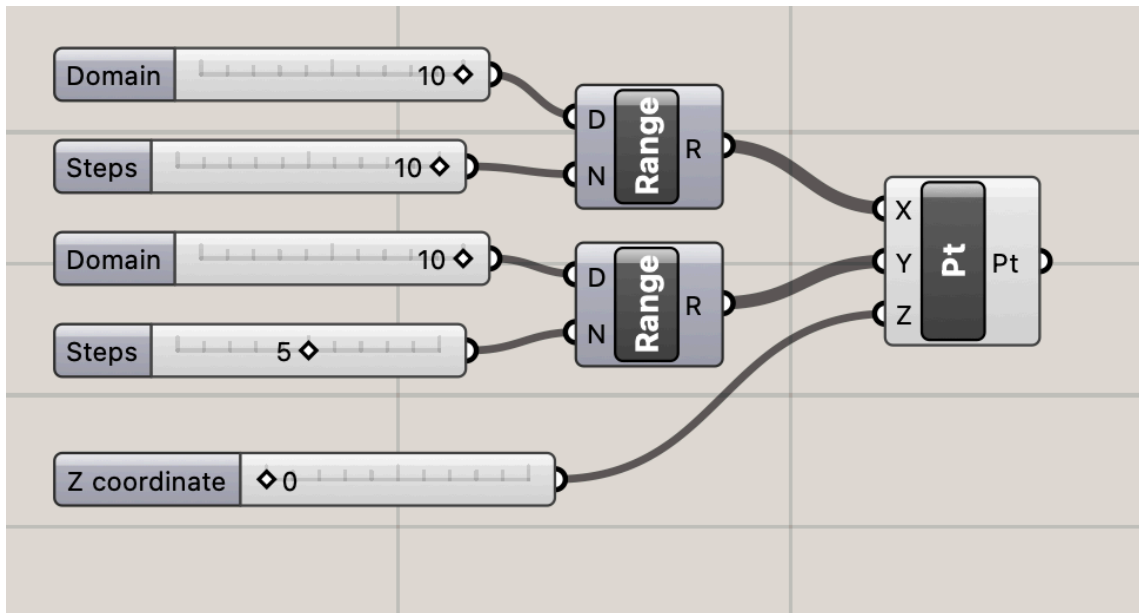 Domain 10
Steps 10
D
N
Range
R
Domain 10
Steps 5
D
N
Range
R
X
Y
Z
Pt
Pt
Z coordinate 0